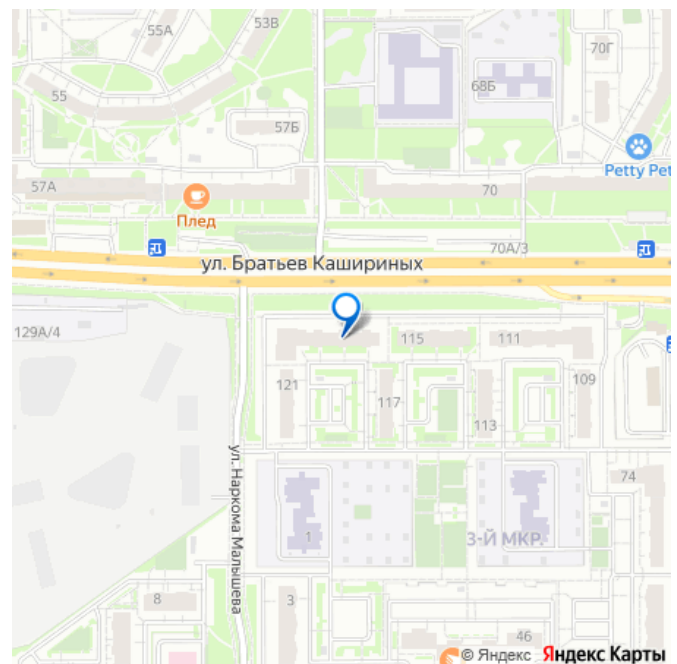 55А
53В
70Г
55
68Б
57Б
Petty Pet
57А
70
Плед
70А/3
ул. Братьев Кашириных
129А/4
115
111
121
109
117
113
ул. Наркома Малышева
74
1
3-Й МКР.
8
3
46
© Яндекс Яндекс Карты